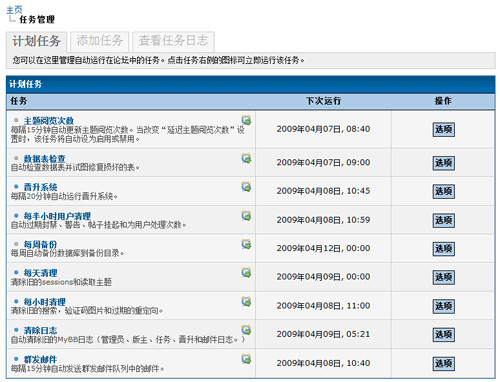 主页
任务管理
计划任务 添加任务 查看任务日志
您可以在这里管理自动运行在论坛中的任务。点击任务右侧的图标可立即运行该任务。
计划任务
任务 下次运行 操作
主题阅览次数
每隔15分钟自动更新主题阅览次数。当改变“延迟主题阅览次数”设
置时，该任务将自动设为启用或禁用。
2009年04月07日, 08:40 选项
数据表检查
自动检查数据表并试图修复损坏的表。
2009年04月07日, 09:00 选项
晋升系统
每隔20分钟自动运行晋升系统。
2009年04月08日, 10:45 选项
每半小时用户清理
自动过期封禁、警告、帖子挂起和为用户处理次数。
2009年04月08日, 10:59 选项
每周备份
每周自动备份数据库到备份目录。
2009年04月12日, 00:00 选项
每天清理
清除旧的sessions和读取主题
2009年04月09日, 00:00 选项
每小时清理
清除旧的搜索，验证码图片和过期的重定向。
2009年04月08日, 11:00 选项
清除日志
自动清除旧的MyBB日志（管理员、版主、任务、晋升和邮件日志。）
2009年04月09日, 05:21 选项
群发邮件
每隔15分钟自动发送群发邮件队列中的邮件。
2009年04月08日, 10:40 选项